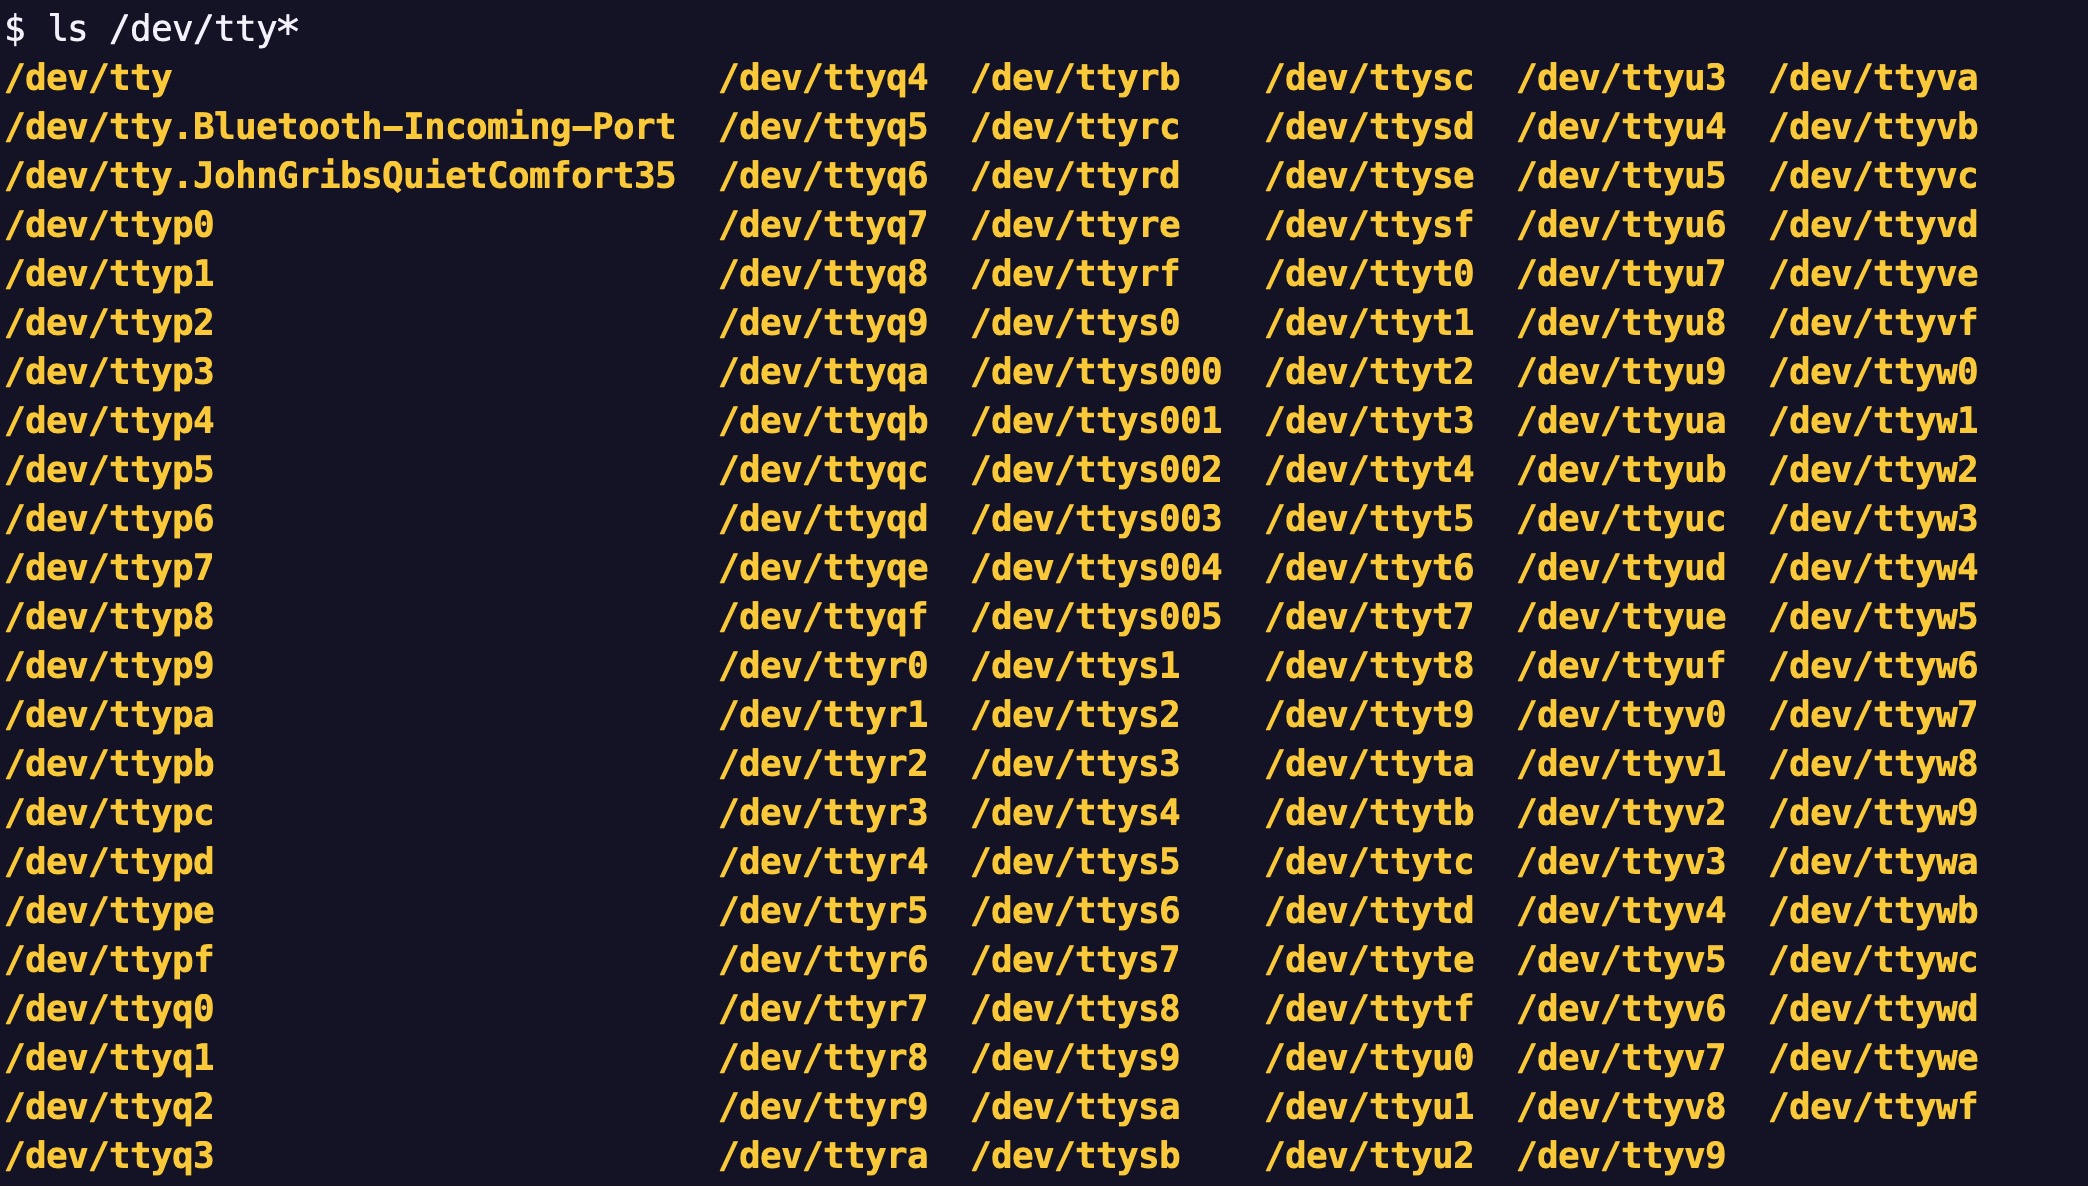 $ ls /dev/tty*
/dev/tty /dev/ttyq4 /dev/ttyrb /dev/ttysc /dev/ttyu3 /dev/ttyva
/dev/tty.Bluetooth-Incoming-Port /dev/ttyq5 /dev/ttyrc /dev/ttysd /dev/ttyu4 /dev/ttyvb
/dev/tty.JohnGribsQuietComfort35 /dev/ttyq6 /dev/ttyrd /dev/ttyse /dev/ttyu5 /dev/ttyvc
/dev/ttyp0 /dev/ttyq7 /dev/ttyre /dev/ttysf /dev/ttyu6 /dev/ttyvd
/dev/ttyp1 /dev/ttyq8 /dev/ttyrf /dev/ttyt0 /dev/ttyu7 /dev/ttyve
/dev/ttyp2 /dev/ttyq9 /dev/ttys0 /dev/ttyt1 /dev/ttyu8 /dev/ttyvf
/dev/ttyp3 /dev/ttyqa /dev/ttys000 /dev/ttyt2 /dev/ttyu9 /dev/ttyw0
/dev/ttyp4 /dev/ttyqb /dev/ttys001 /dev/ttyt3 /dev/ttyua /dev/ttyw1
/dev/ttyp5 /dev/ttyqc /dev/ttys002 /dev/ttyt4 /dev/ttyub /dev/ttyw2
/dev/ttyp6 /dev/ttyqd /dev/ttys003 /dev/ttyt5 /dev/ttyuc /dev/ttyw3
/dev/ttyp7 /dev/ttyqe /dev/ttys004 /dev/ttyt6 /dev/ttyud /dev/ttyw4
/dev/ttyp8 /dev/ttyqf /dev/ttys005 /dev/ttyt7 /dev/ttyue /dev/ttyw5
/dev/ttyp9 /dev/ttyr0 /dev/ttys1 /dev/ttyt8 /dev/ttyuf /dev/ttyw6
/dev/ttypa /dev/ttyr1 /dev/ttys2 /dev/ttyt9 /dev/ttyv0 /dev/ttyw7
/dev/ttypb /dev/ttyr2 /dev/ttys3 /dev/ttyta /dev/ttyv1 /dev/ttyw8
/dev/ttypc /dev/ttyr3 /dev/ttys4 /dev/ttytb /dev/ttyv2 /dev/ttyw9
/dev/ttypd /dev/ttyr4 /dev/ttys5 /dev/ttytc /dev/ttyv3 /dev/ttywa
/dev/ttype /dev/ttyr5 /dev/ttys6 /dev/ttytd /dev/ttyv4 /dev/ttywb
/dev/ttypf /dev/ttyr6 /dev/ttys7 /dev/ttyte /dev/ttyv5 /dev/ttywc
/dev/ttyq0 /dev/ttyr7 /dev/ttys8 /dev/ttytf /dev/ttyv6 /dev/ttywd
/dev/ttyq1 /dev/ttyr8 /dev/ttys9 /dev/ttyu0 /dev/ttyv7 /dev/ttywe
/dev/ttyq2 /dev/ttyr9 /dev/ttysa /dev/ttyu1 /dev/ttyv8 /dev/ttywf
/dev/ttyq3 /dev/ttyra /dev/ttysb /dev/ttyu2 /dev/ttyv9